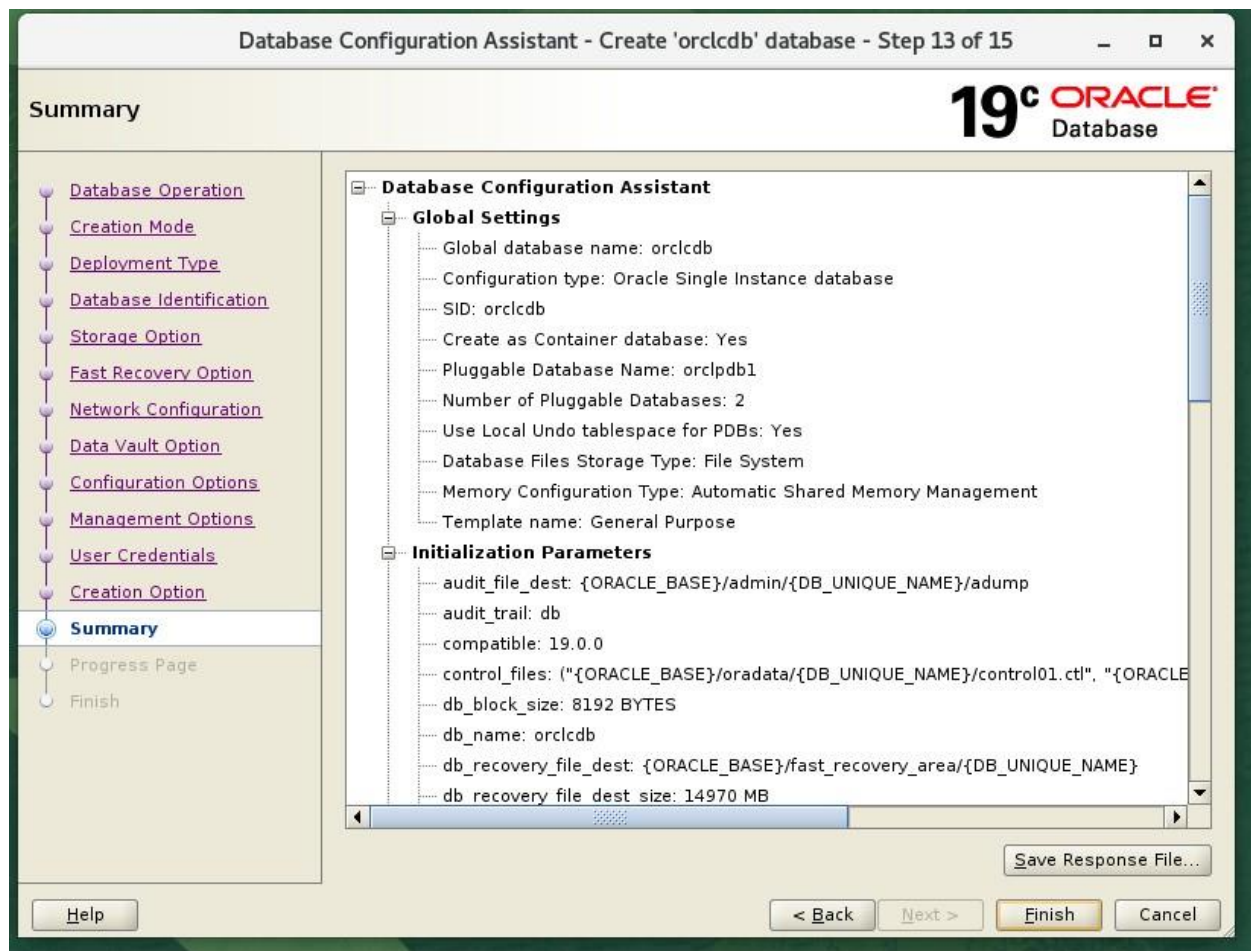 Database Configuration Assistant - Create 'orclcdb' database - Step 13 of 15
Summary
19c ORACLE
Database
Database Operation
Creation Mode
Deployment Type
Database Identification
Storage Option
Fast Recovery Option
Network Configuration
Data Vault Option
Configuration Options
Management Options
User Credentials
Creation Option
Summary
Progress Page
Finish
Database Configuration Assistant
Global Settings
Global database name: orclcdb
Configuration type: Oracle Single Instance database
SID: orclcdb
Create as Container database: Yes
Pluggable Database Name: orclpdb1
Number of Pluggable Databases: 2
Use Local Undo tablespace for PDBs: Yes
Database Files Storage Type: File System
Memory Configuration Type: Automatic Shared Memory Management
Template name: General Purpose
Initialization Parameters
audit_file_dest: {ORACLE_BASE}/admin/{DB_UNIQUE_NAME}/adump
audit_trail: db
compatible: 19.0.0
control_files: ("{ORACLE_BASE}/oradata/{DB_UNIQUE_NAME}/control01.ctl", "{ORACLE
db_block_size: 8192 BYTES
db_name: orclcdb
db_recovery_file_dest: {ORACLE_BASE}/fast_recovery_area/{DB_UNIQUE_NAME}
db_recovery_file_dest_size: 14970 MB
Save Response File...
Help
< Back
Next >
Finish
Cancel